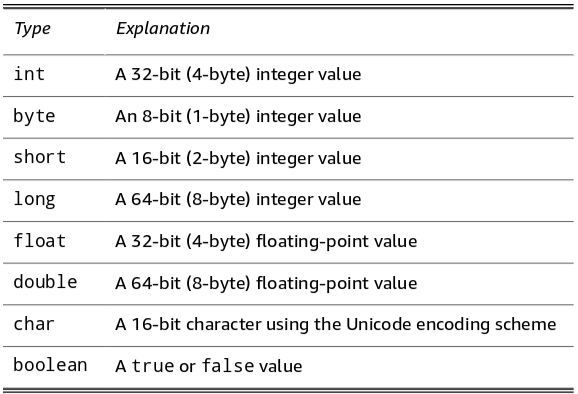 Type Explanation
int A 32-bit (4-byte) integer value
byte An 8-bit (1-byte) integer value
short A 16-bit (2-byte) integer value
long A 64-bit (8-byte) integer value
float A 32-bit (4-byte) floating-point value
double A 64-bit (8-byte) floating-point value
char A 16-bit character using the Unicode encoding scheme
boolean A true or false value